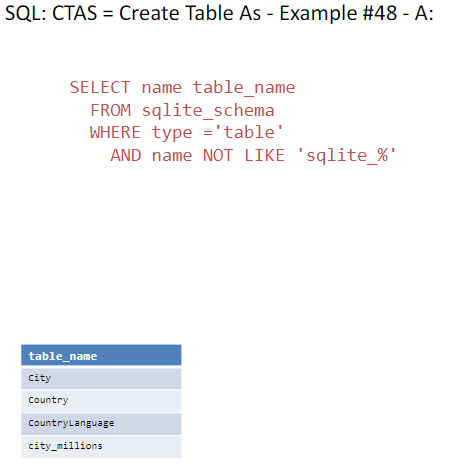 SQL: CTAS = Create Table As - Example #48 - A:
SELECT name table_name
FROM sqlite_schema
WHERE type ='table'
AND name NOT LIKE 'sqlite_%'
table_name
City
Country
CountryLanguage
city_millions